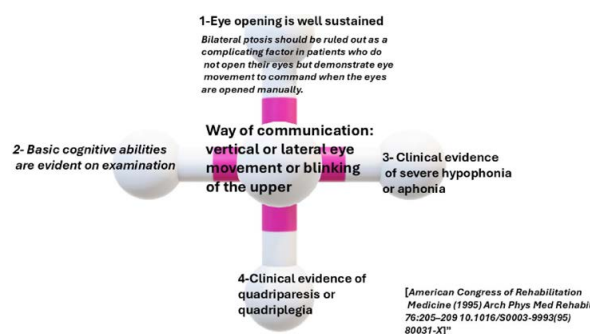 1-Eye opening is well sustained
Bilateral ptosis should be ruled out as a
complicating factor in patients who do
not open their eyes but demonstrate eye
movement to command when the eyes
are opened manually.
2- Basic cognitive abilities
are evident on examination
Way of communication:
vertical or lateral eye
movement or blinking
of the upper
3- Clinical evidence
of severe hypophonia
or aphonia
4-Clinical evidence of
quadriparesis or
quadriplegia
[American Congress of Rehabilitation
Medicine (1995) Arch Phys Med Rehabil
76:205–209 10.1016/S0003-9993(95)
80031-X]"